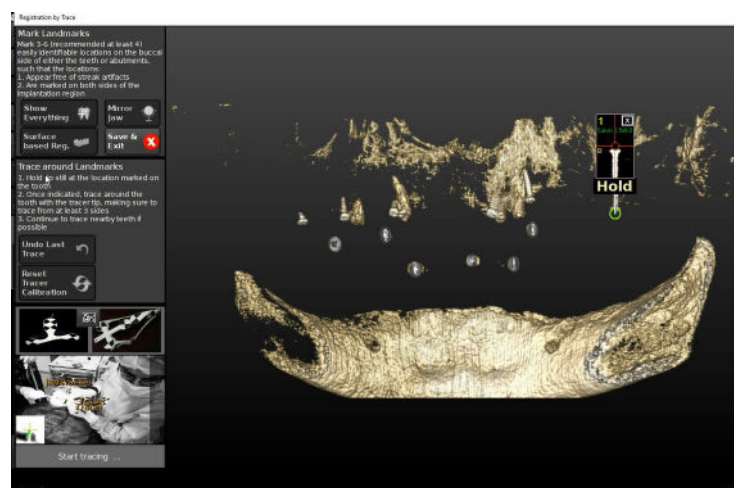 Registration by Trace
Mark Landmarks
Mark 3-6 (recommended at least 4)
easily identifiable locations on the buccal
side of either the teeth or abutments,
such that the locations:
1. Appear free of streak artifacts
2. Are marked on both sides of the
implantation region
Show
Everything
Mirror
Jaw
Surface
based Reg.
Save &
Exit
Trace around Landmarks
1. Hold still at the location marked on
the tooth
2. Once indicated, trace around the
tooth with the tracer tip, making sure to
trace from at least 3 sides
3. Continue to trace nearby teeth if
possible
Undo Last
Trace
Reset
Tracer
Calibration
Start tracing ...
1
X
0
Hold